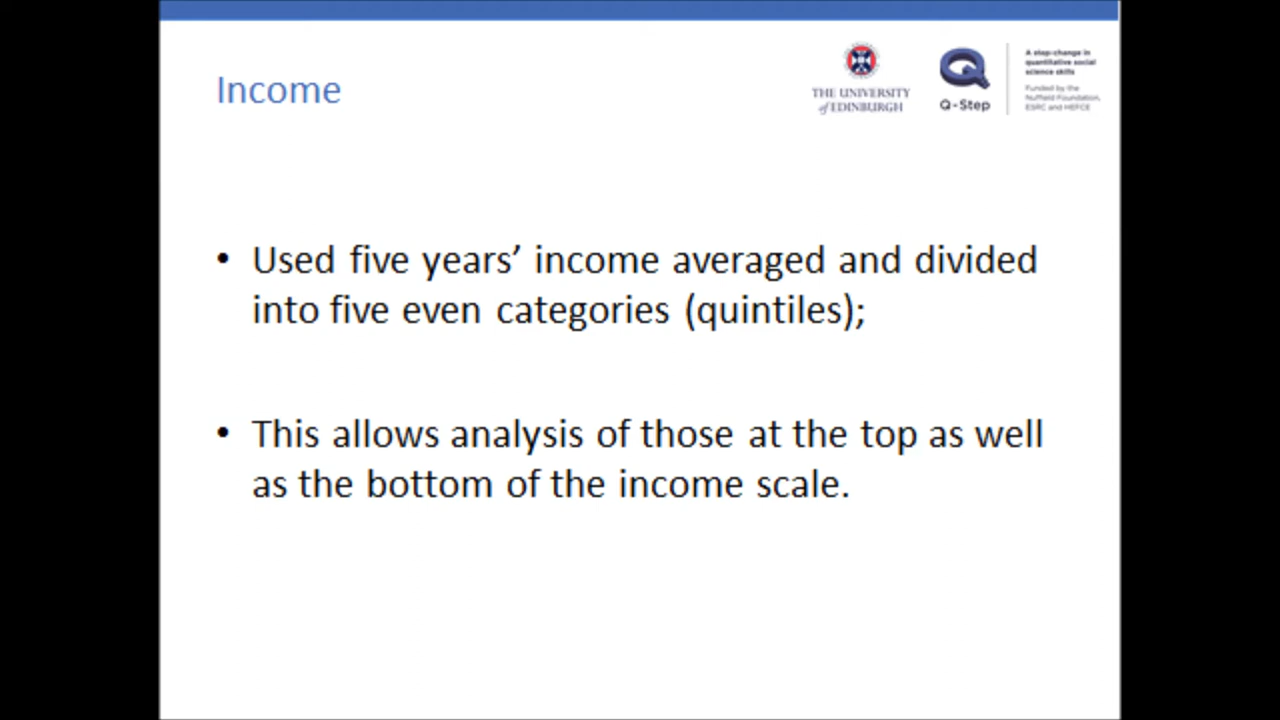 Income
THE UNIVERSITY
of EDINBURGH
Q-Step
A step-change in
quantitative social
science skills
Funded by the
Nuffield Foundation,
ESRC and HEFCE
• Used five years’ income averaged and divided
into five even categories (quintiles);
• This allows analysis of those at the top as well
as the bottom of the income scale.